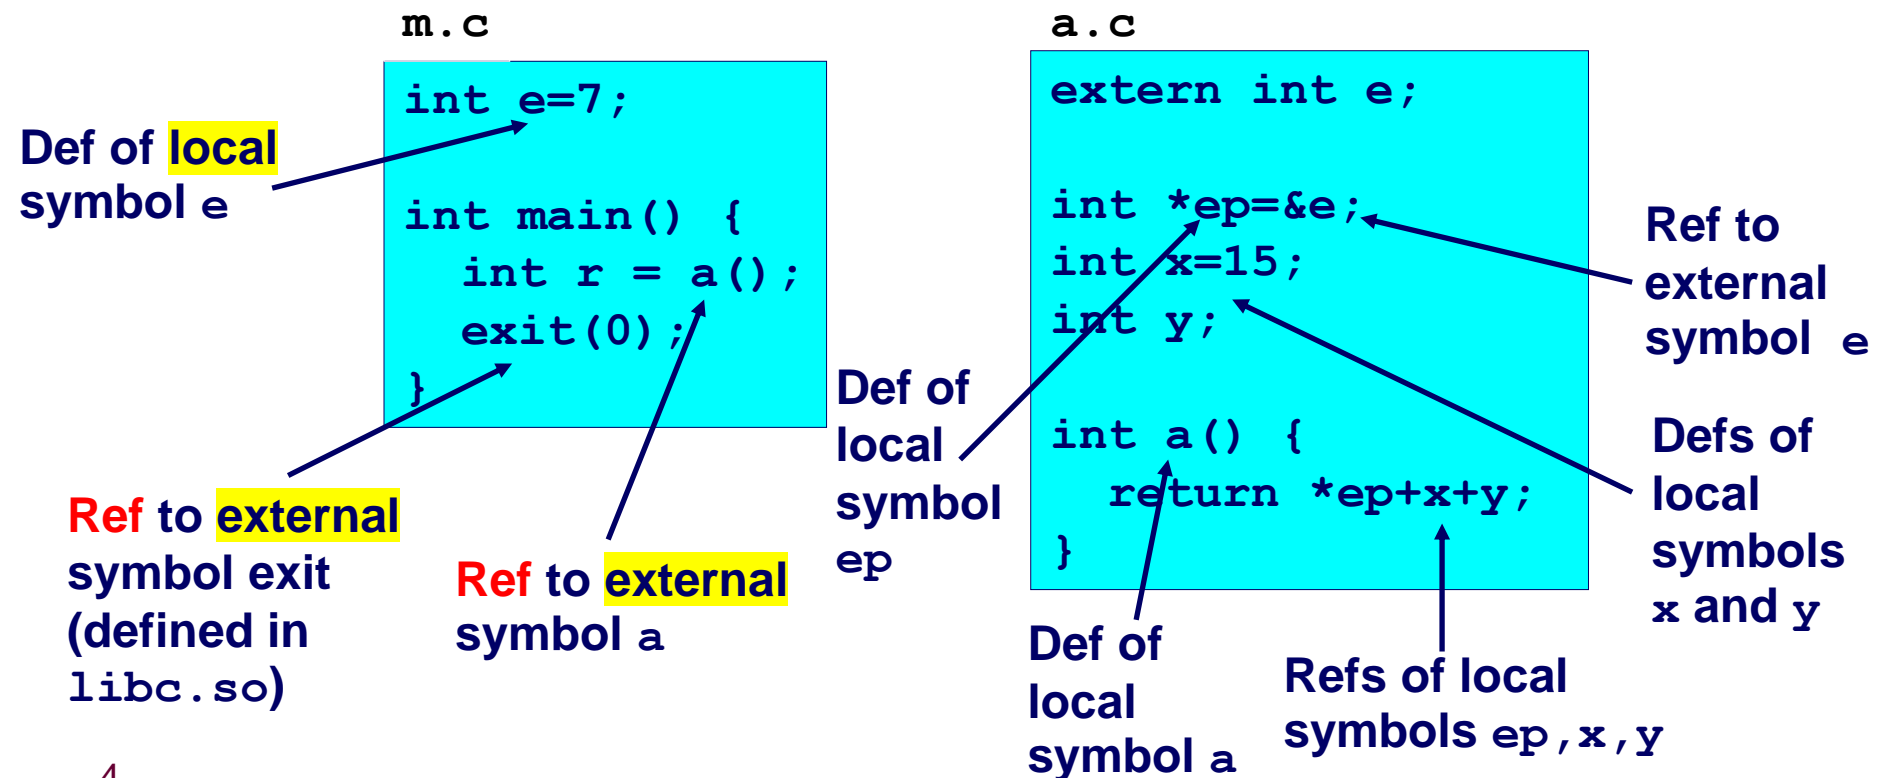 m.c
int e=7;
int main() {
int r = a();
exit(0);
}
Def of local
symbol e
Ref to external
symbol exit
(defined in
libc.so)
Ref to external
symbol a
a.c
extern int e;
int *ep=&e;
int x=15;
int y;
int a() {
return *ep+x+y;
}
Def of
local
symbol
ep
Ref to
external
symbol e
Defs of
local
symbols
x and y
Def of
local
symbol a
Refs of local
symbols ep,x,y
4